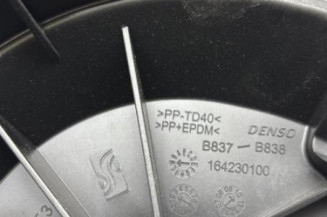 >PP-TD40<
>PP+EPDM<
DENSO
B837 - B838
164230100